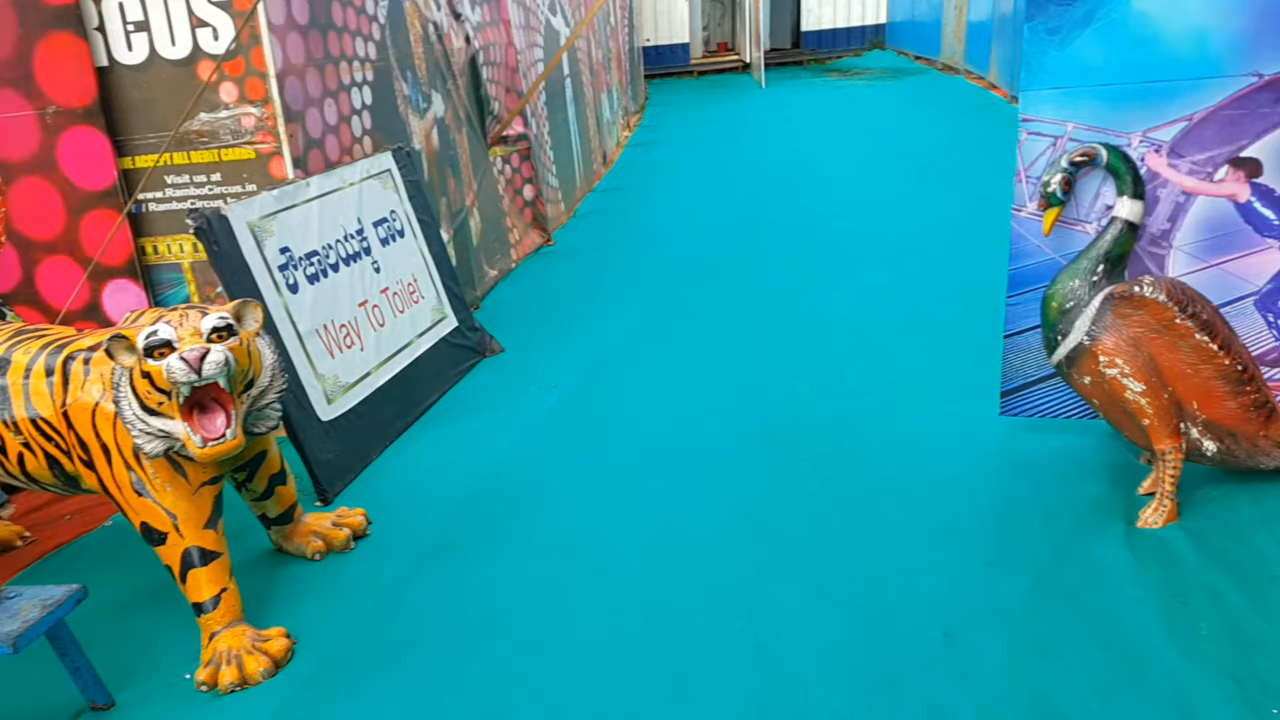 RCUS
WE ACCEPT ALL DEBIT CARDS
Visit us at
www.RamboCircus.in
RamboCircus.in
ಶೌಚಾಲಯಕ್ಕೆ ದಾರಿ
Way To Toilet